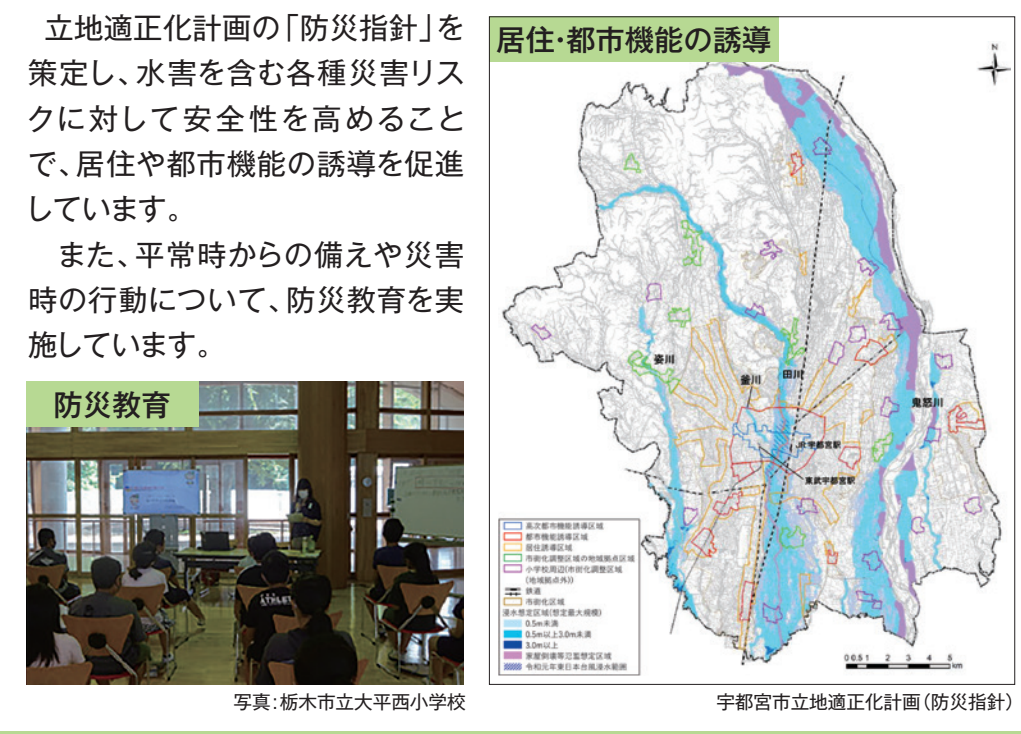 立地適正化計画の「防災指針」を
策定し、水害を含む各種災害リス
クに対して安全性を高めること
で、居住や都市機能の誘導を促進
しています。
また、平常時からの備えや災害
時の行動について、防災教育を実
施しています。
防災教育
ATHLET
写真:栃木市立大平西小学校
居住・都市機能の誘導
N
姿川
釜川
田川
鬼怒川
JR宇都宮駅
東武宇都宮駅
高次都市機能誘導区域
都市機能誘導区域
居住誘導区域
市街化調整区域の地域拠点区域
小学校周辺(市街化調整区域
(地域拠点外))
鉄道
市街化区域
浸水想定区域(想定最大規模)
0.5m未満
0.5m以上3.0m未満
3.0m以上
家屋倒壊等氾濫想定区域
令和元年東日本台風浸水範囲
0 0.5 1 2 3 4 5
km
宇都宮市立地適正化計画(防災指針)